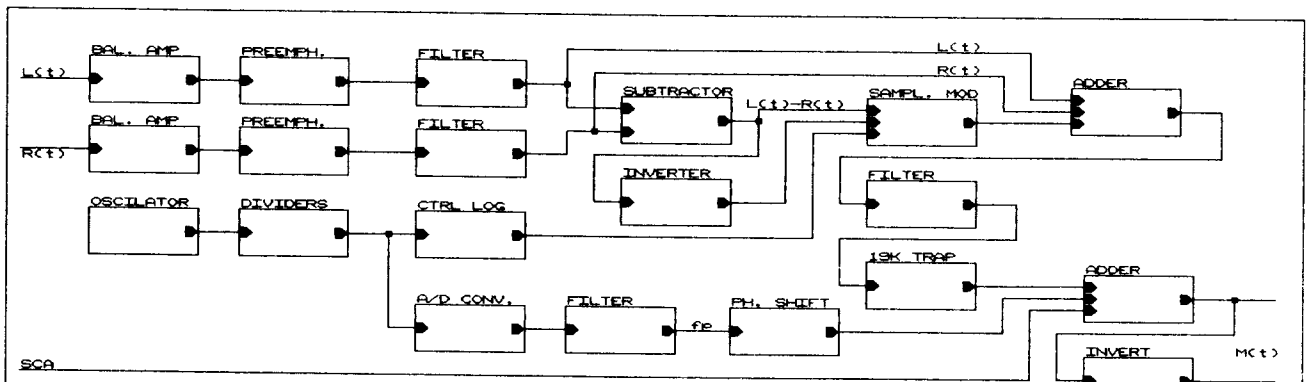 L(t)
BAL. AMP
PREEMPH.
FILTER
L(t)
R(t)
ADDER
SUBTRACTOR
L(t)-R(t)
SAMPL. MOD
R(t)
BAL. AMP
PREEMPH.
FILTER
INVERTER
FILTER
OSCILATOR
DIVIDERS
CTRL LOG
19K TRAP
ADDER
A/D CONV.
FILTER
fp
PH. SHIFT
SCA
INVERT
M(t)